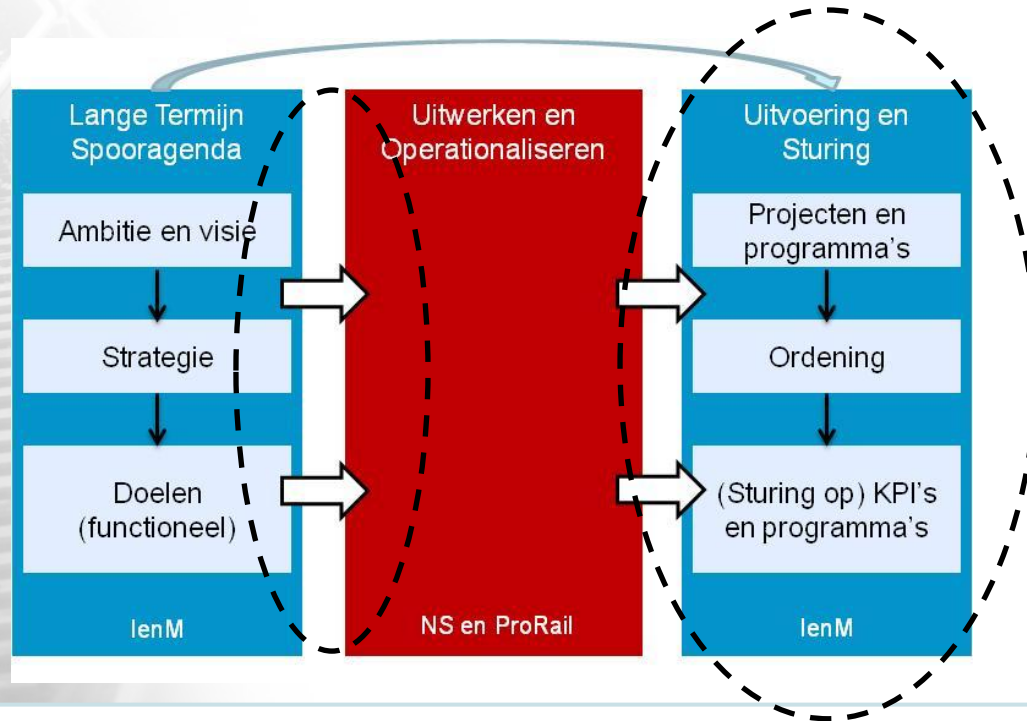 Lange Termijn
Spooragenda
Ambitie en visie
Strategie
Doelen
(functioneel)
IenM
Uitwerken en
Operationaliseren
NS en ProRail
Uitvoering en
Sturing
Projecten en
programma's
Ordening
(Sturing op) KPI's
en programma's
IenM